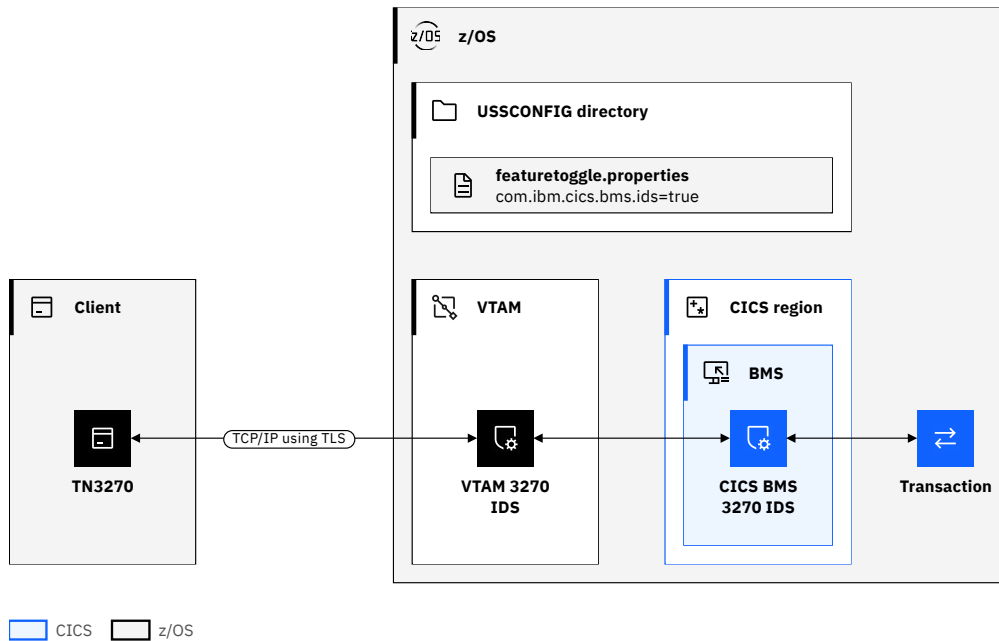 z/OS
z/OS
USSCONFIG directory
featuretoggle.properties
com.ibm.cics.bms.ids=true
Client
VTAM
CICS region
BMS
TCP/IP using TLS
TN3270
VTAM 3270
IDS
CICS BMS
3270 IDS
Transaction
CICS
z/OS